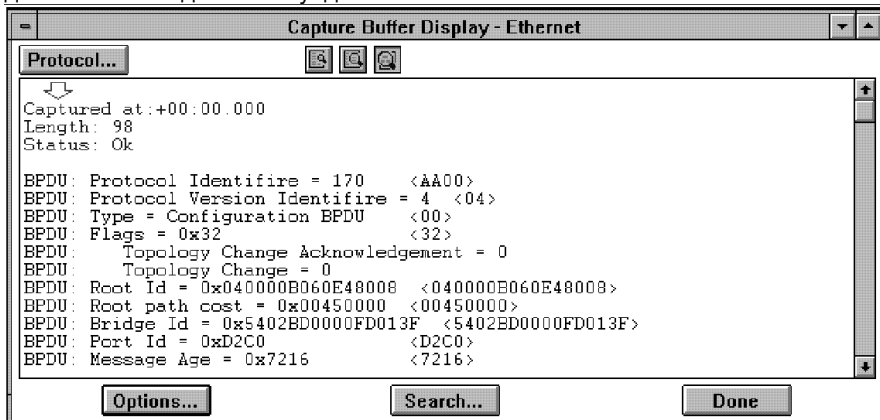 Capture Buffer Display - Ethernet
Protocol...
Captured at:+00:00.000
Length: 98
Status: Ok
BPDU: Protocol Identifire = 170 <AA00>
BPDU: Protocol Version Identifire = 4 <04>
BPDU: Type = Configuration BPDU <00>
BPDU: Flags = 0x32 <32>
BPDU: Topology Change Acknowledgement = 0
BPDU: Topology Change = 0
BPDU: Root Id = 0x040000B060E48008 <040000B060E48008>
BPDU: Root path cost = 0x00450000 <00450000>
BPDU: Bridge Id = 0x5402BD0000FD013F <5402BD0000FD013F>
BPDU: Port Id = 0xD2C0 <D2C0>
BPDU: Message Age = 0x7216 <7216>
Options...
Search...
Done